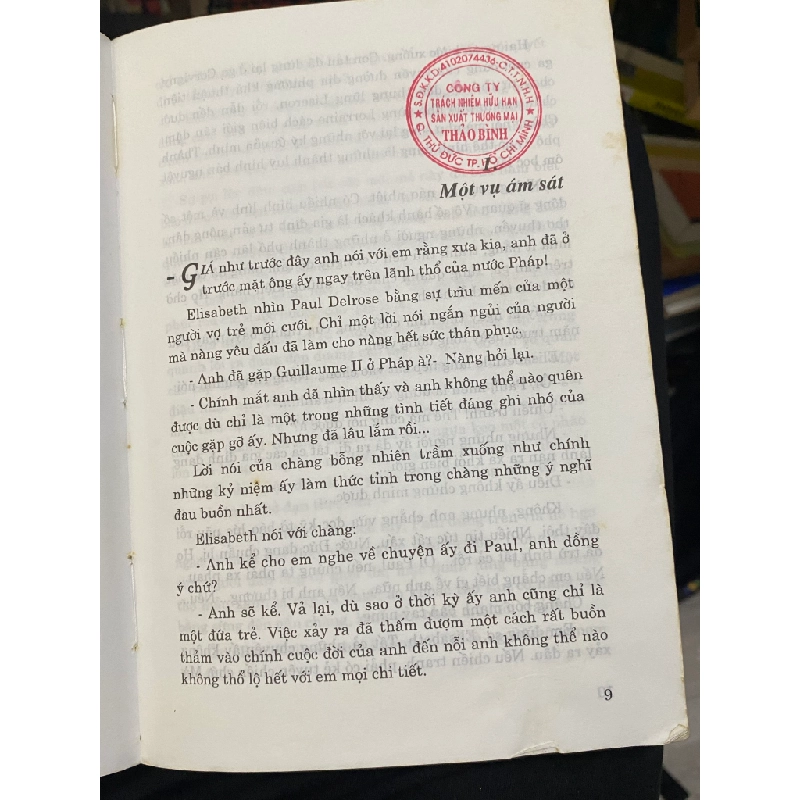 S.Đ.K.K.D:4102074436-C.T.T.N.H.H
CÔNG TY
TRÁCH NHIỆM HỮU HẠN
SẢN XUẤT THƯƠNG MẠI
THẢO BÌNH
Q. THỦ ĐỨC TP. HỒ CHÍ MINH
Một vụ ám sát
- GIá như trước đây anh nói với em rằng xưa kia, anh đã ở
trước mặt ông ấy ngay trên lãnh thổ của nước Pháp!
Elisabeth nhìn Paul Delrose bằng sự trìu mến của một
người vợ trẻ mới cưới. Chỉ một lời nói ngắn ngủi của người
mà nàng yêu dấu đã làm cho nàng hết sức thán phục.
- Anh đã gặp Guillaume II ở Pháp à?- Nàng hỏi lại.
- Chính mắt anh đã nhìn thấy và anh không thể nào quên
được dù chỉ là một trong những tình tiết đáng ghi nhớ của
cuộc gặp gỡ ấy. Nhưng đã lâu lắm rồi...
Lời nói của chàng bỗng nhiên trầm xuống như chính
những kỷ niệm ấy làm thức tỉnh trong chàng những ý nghĩ
đau buồn nhất.
Elisabeth nói với chàng:
- Anh kể cho em nghe về chuyện ấy đi Paul, anh đồng
ý chứ?
- Anh sẽ kể. Vả lại, dù sao ở thời kỳ ấy anh cũng chỉ là
một đứa trẻ. Việc xảy ra đã thấm dượm một cách rất buồn
thảm vào chính cuộc đời của anh đến nỗi anh không thể nào
không thổ lộ hết với em mọi chi tiết.
9